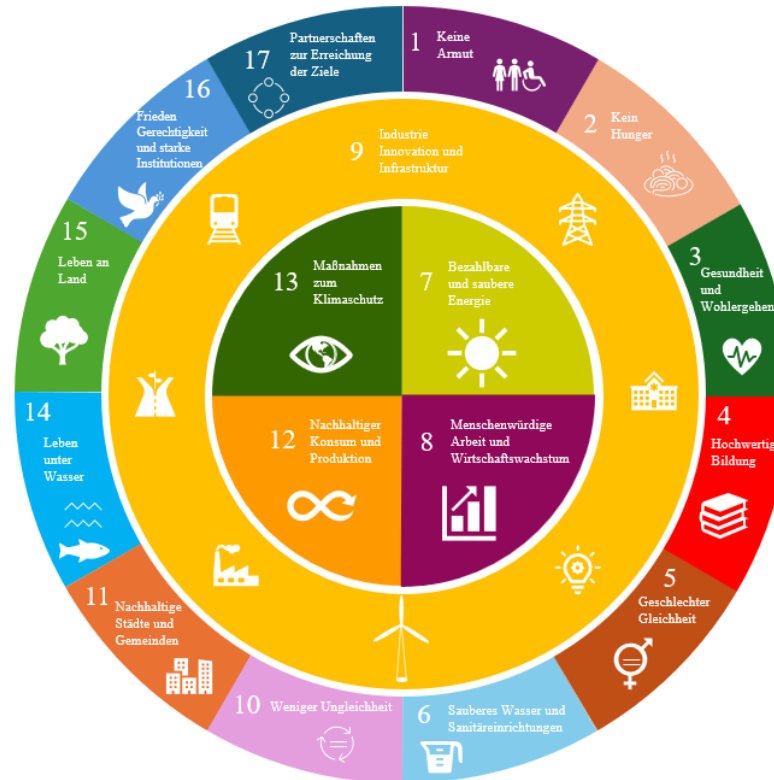 1
Keine
Armut
2
Kein
Hunger
3
Gesundheit
und
Wohlergehen
4
Hochwertig
Bildung
5
Geschlechter
Gleichheit
6
Sauberes Wasser und
Sanitäreinrichtungen
10
Weniger Ungleichheit
11
Nachhaltige
Städte und
Gemeinden
14
Leben
unter
Wasser
15
Leben an
Land
16
Frieden
Gerechtigkeit
und starke
Institutionen
17
Partnerschaften
zur Erreichung
der Ziele
9
Industrie
Innovation und
Infrastruktur
13
Maßnahmen
zum
Klimaschutz
7
Bezahlbare
und saubere
Energie
12
Nachhaltiger
Konsum und
Produktion
8
Menschenwürdige
Arbeit und
Wirtschaftswachstum